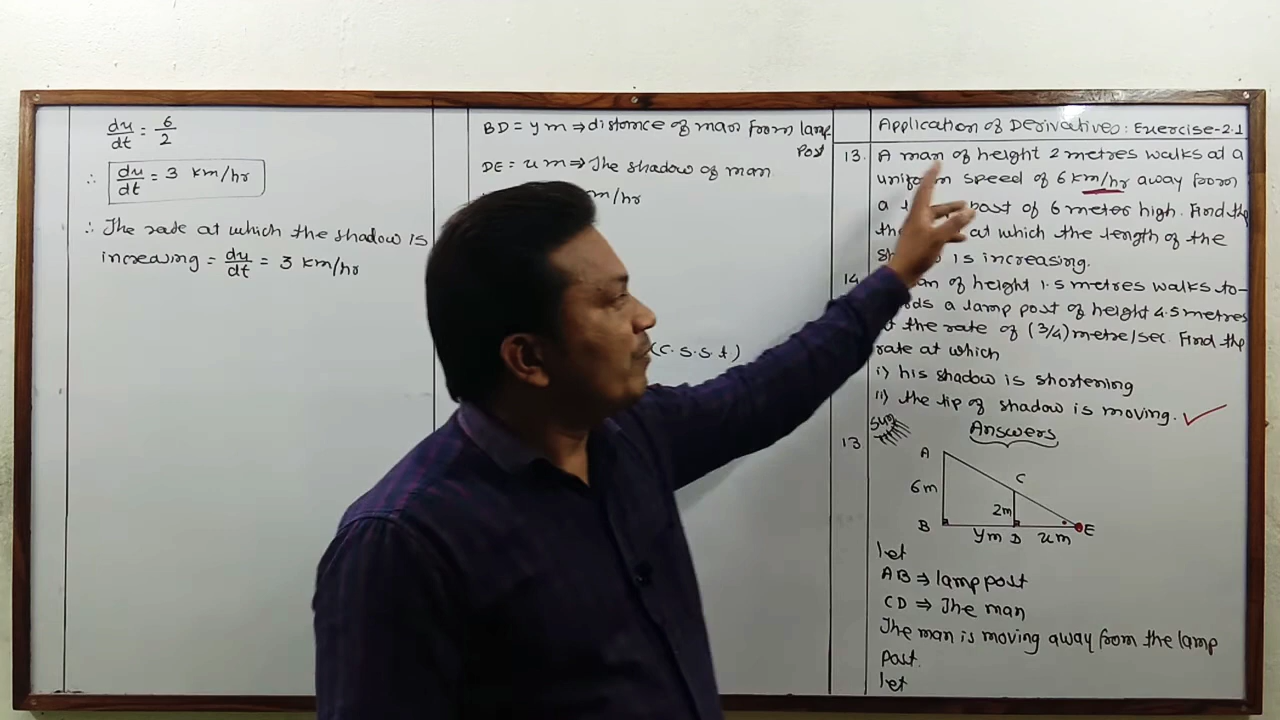 du/dt = 6/2
∴ du/dt = 3 km/hr
∴ The rate at which the shadow is
increasing = du/dt = 3 km/hr
BD = y m ⇒ distance of man from lamp
post
DE = u m ⇒ The shadow of man
m/hr
(c.s.s.t)
Application of Derivatives: Exercise-2.1
13. A man of height 2 metres walks at a
uniform speed of 6 km/hr away from
a post of 6 meter high. Find the
the at which the length of the
is increasing.
14. of height 1.5 metres walks to-
a lamp post of height 4.5 metres
the rate of (3/4) metre/sec. Find the
rate at which
i) his shadow is shortening
ii) the tip of shadow is moving.
Answers
13
A
C
6m
2m
B
y m D u m
E
let
AB ⇒ lamp post
CD ⇒ The man
The man is moving away from the lamp
post.
let